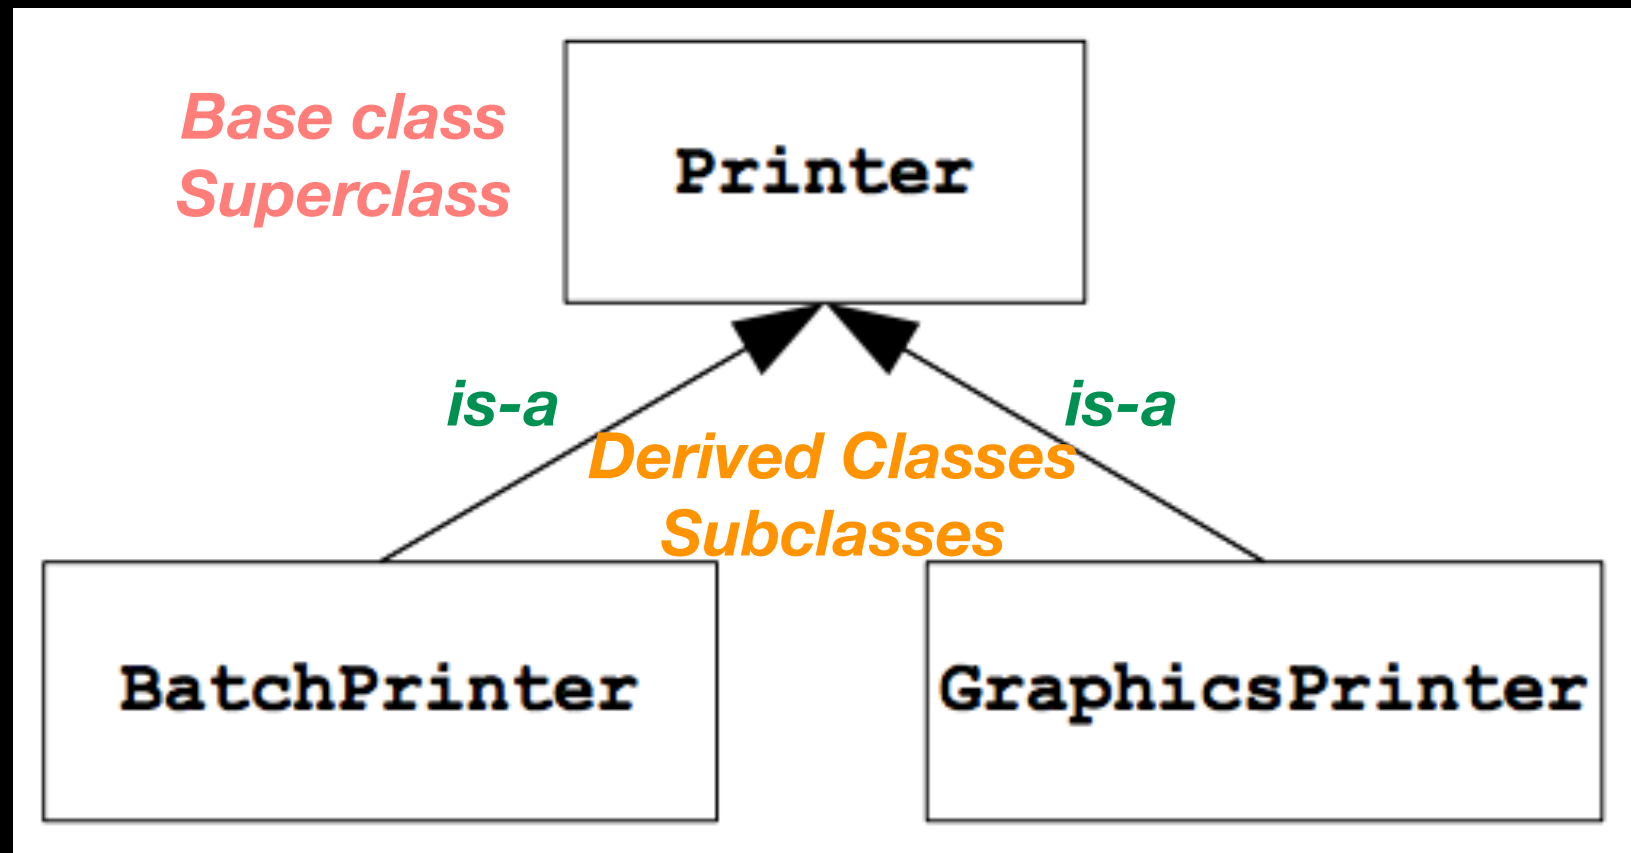 Base class
Superclass
Printer
is-a
is-a
Derived Classes
Subclasses
BatchPrinter
GraphicsPrinter